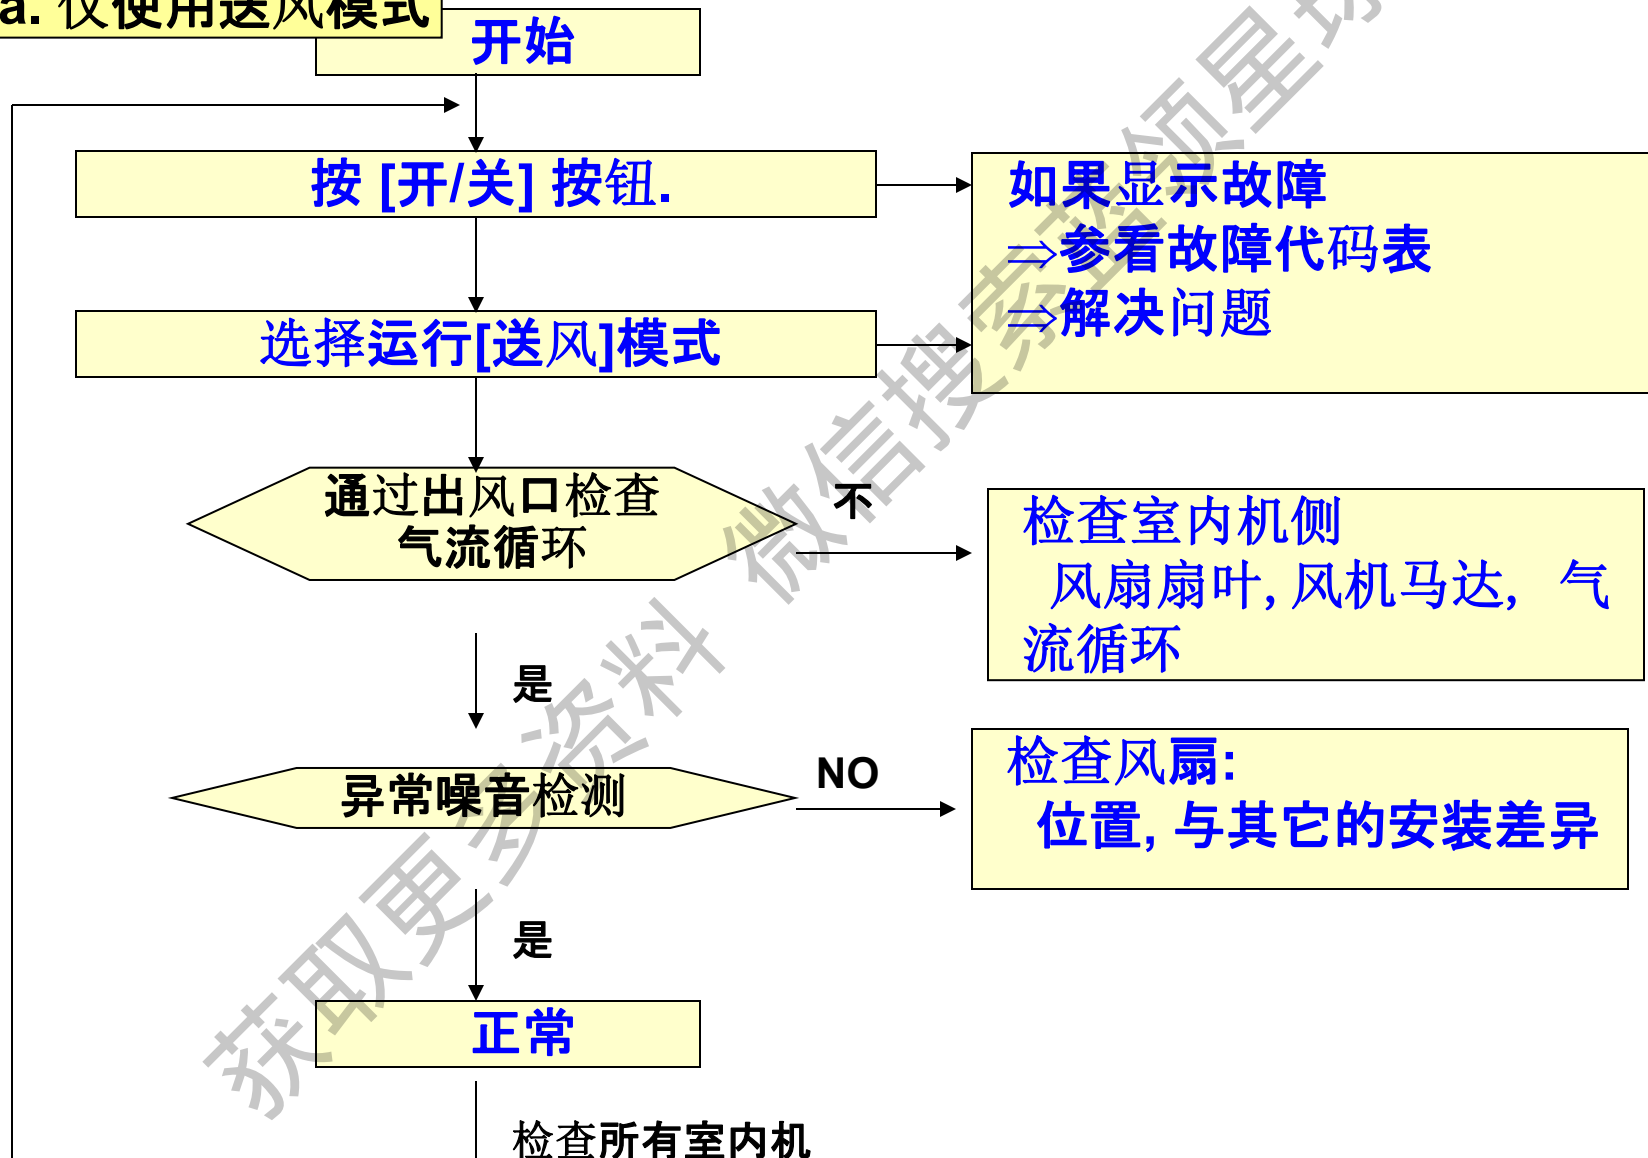 a. 仅使用送风模式
开始
按 [开/关] 按钮.
如果显示故障
⇒参看故障代码表
⇒解决问题
选择运行[送风]模式
通过出风口检查
气流循环
不
检查室内机侧
风扇扇叶, 风机马达, 气
流循环
是
异常噪音检测
NO
检查风扇:
位置, 与其它的安装差异
是
正常
检查所有室内机
获取更多资料 微信搜索蓝领星球